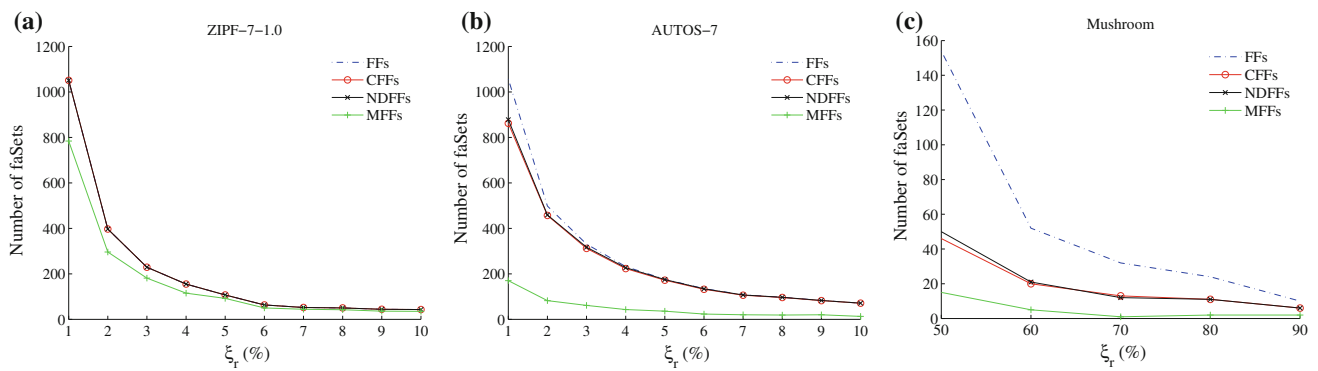 (a)
ZIPF−7−1.0
1200
1000
800
600
400
200
0
Number of faSets
1 2 3 4 5 6 7 8 9 10
ξr (%)
FFs
CFFs
NDFFs
MFFs
(b)
AUTOS−7
1200
1000
800
600
400
200
0
Number of faSets
1 2 3 4 5 6 7 8 9 10
ξr (%)
FFs
CFFs
NDFFs
MFFs
(c)
Mushroom
160
140
120
100
80
60
40
20
0
Number of faSets
50 60 70 80 90
ξr (%)
FFs
CFFs
NDFFs
MFFs